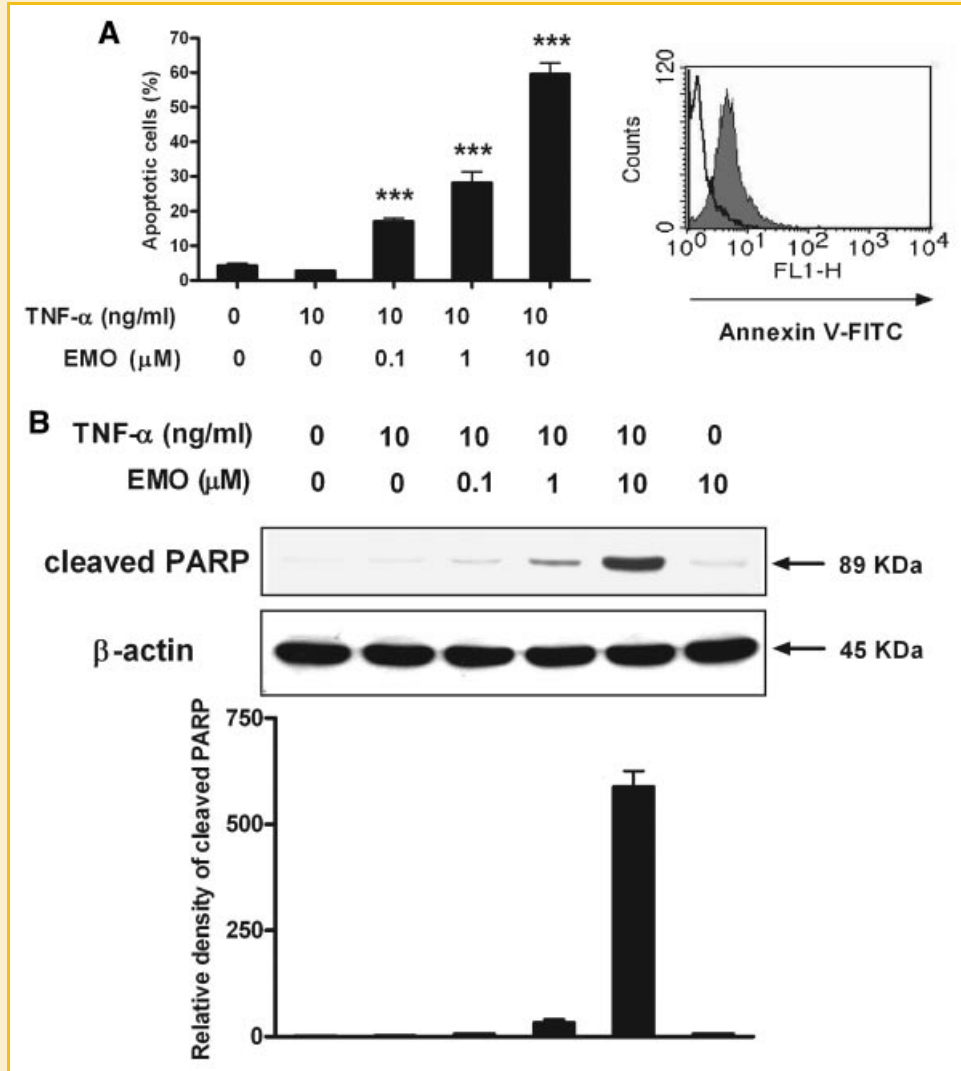 A
Apoptotic cells (%)
70
60
50
40
30
20
10
0
***
***
***
TNF-α (ng/ml) 0 10 10 10 10
EMO (μM) 0 0 0.1 1 10
Counts
120
0
10⁰ 10¹ 10² 10³ 10⁴
FL1-H
Annexin V-FITC
B
TNF-α (ng/ml) 0 10 10 10 10 0
EMO (μM) 0 0 0.1 1 10 10
cleaved PARP 89 KDa
β-actin 45 KDa
Relative density of cleaved PARP
750
500
250
0